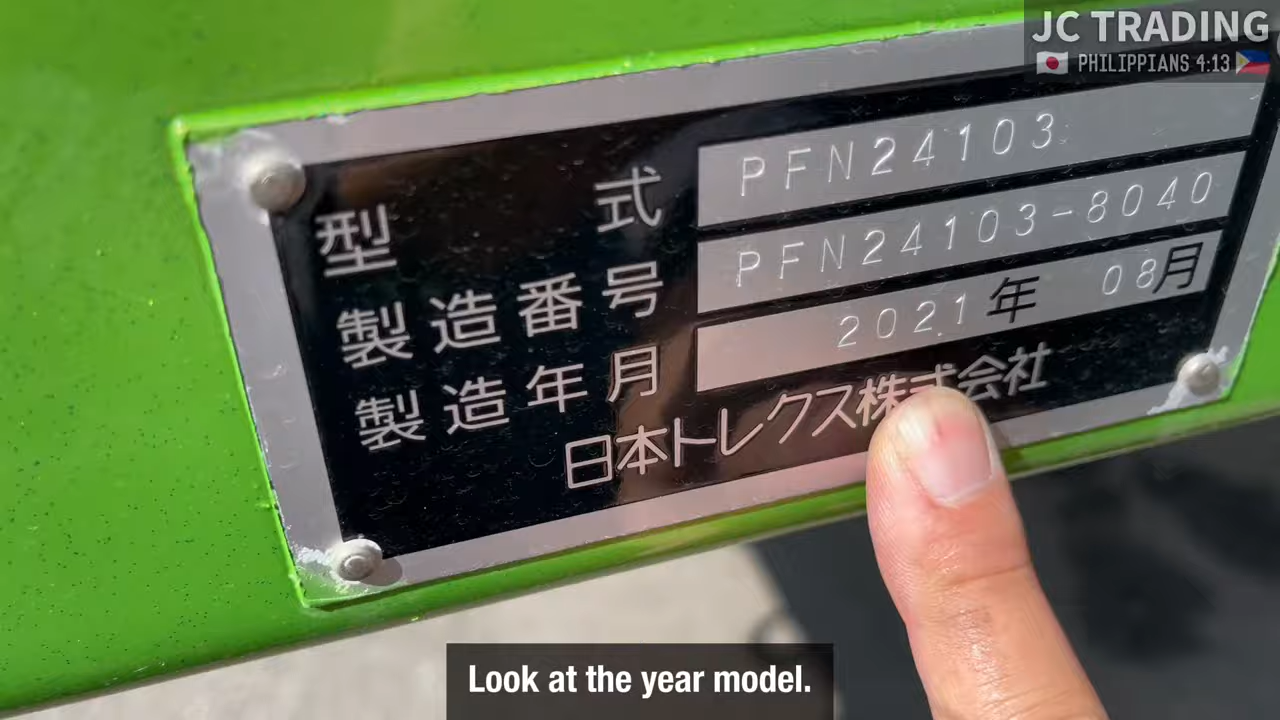 JC TRADING
🇯🇵 PHILIPPIANS 4:13 🇵🇭
型式 PFN24103
製造番号 PFN24103-8040
製造年月 2021年 08月
日本トレクス株式会社
Look at the year model.